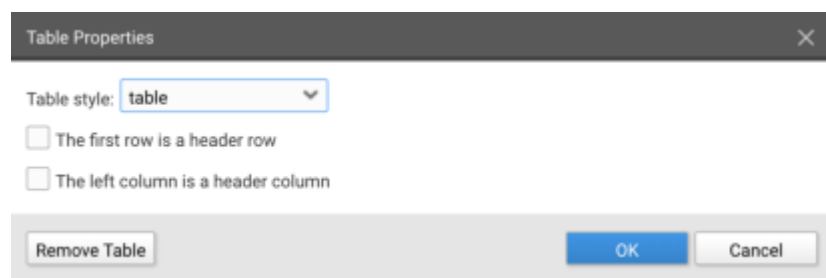 Table Properties
Table style: table
The first row is a header row
The left column is a header column
Remove Table OK Cancel